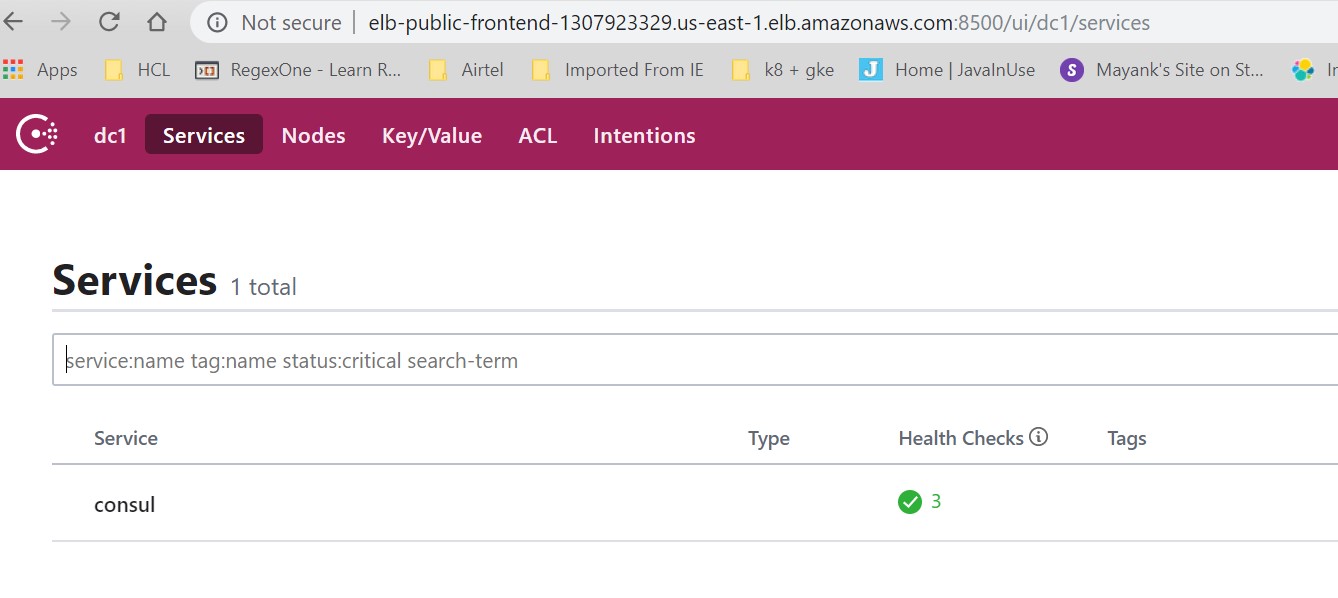 Not secure elb-public-frontend-1307923329.us-east-1.elb.amazonaws.com:8500/ui/dc1/services
Apps HCL RegexOne - Learn R... Airtel Imported From IE k8 + gke J Home | JavaInUse S Mayank's Site on St...
dc1 Services Nodes Key/Value ACL Intentions
Services 1 total
service:name tag:name status:critical search-term
Service Type Health Checks Tags
consul 3